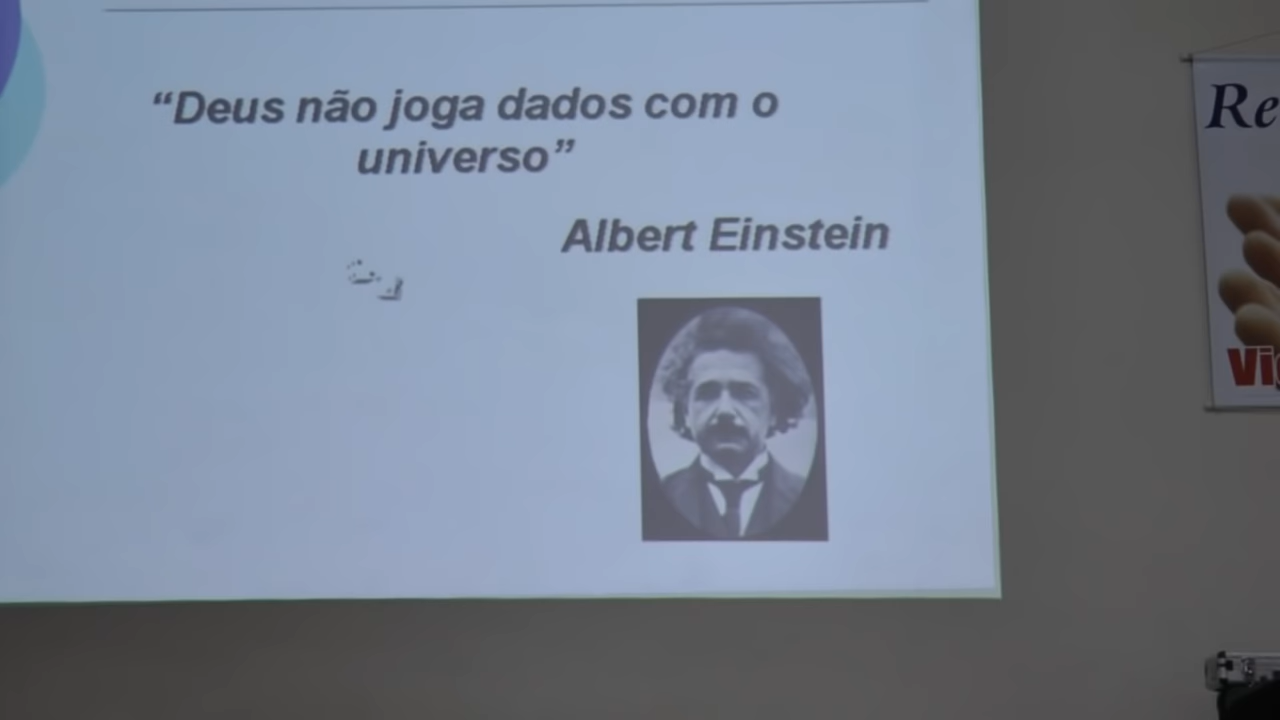 “Deus não joga dados com o
universo”
Albert Einstein
Re
Vi